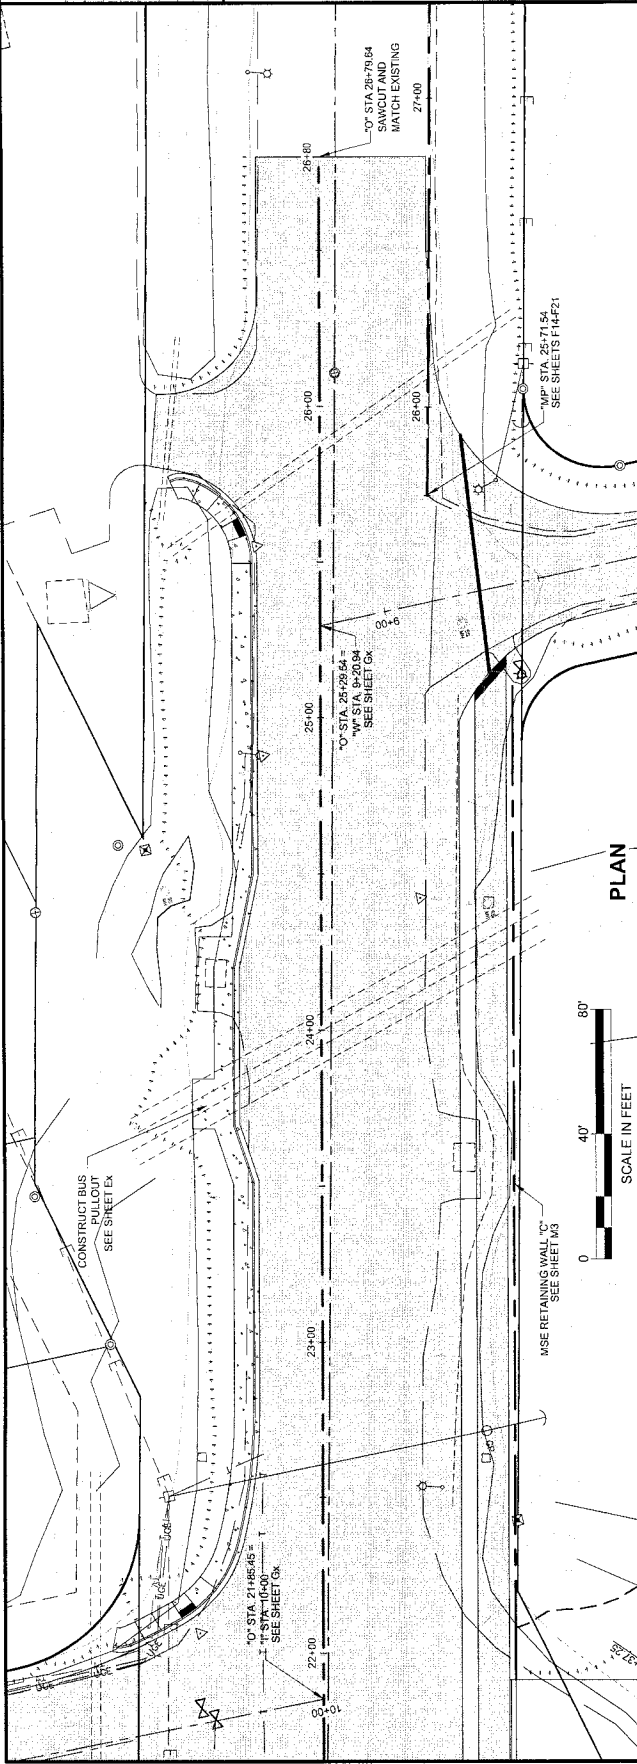 "O" STA 26+79.64
SAWCUT AND
MATCH EXISTING
27+00
26+80
"MP" STA. 25+71.54
SEE SHEETS F14-F21
26+00
26+00
9+00
"O" STA. 25+29.54 =
"W" STA. 9+20.94
SEE SHEET Gx
25+00
PLAN
24+00
CONSTRUCT BUS
PULLOUT
SEE SHEET Ex
0
40'
80'
SCALE IN FEET
MSE RETAINING WALL "C"
SEE SHEET M3
23+00
UGE
UGE
UGE
"O" STA. 21+85.45 =
"I" STA. 10+00
SEE SHEET Gx
22+00
10+00